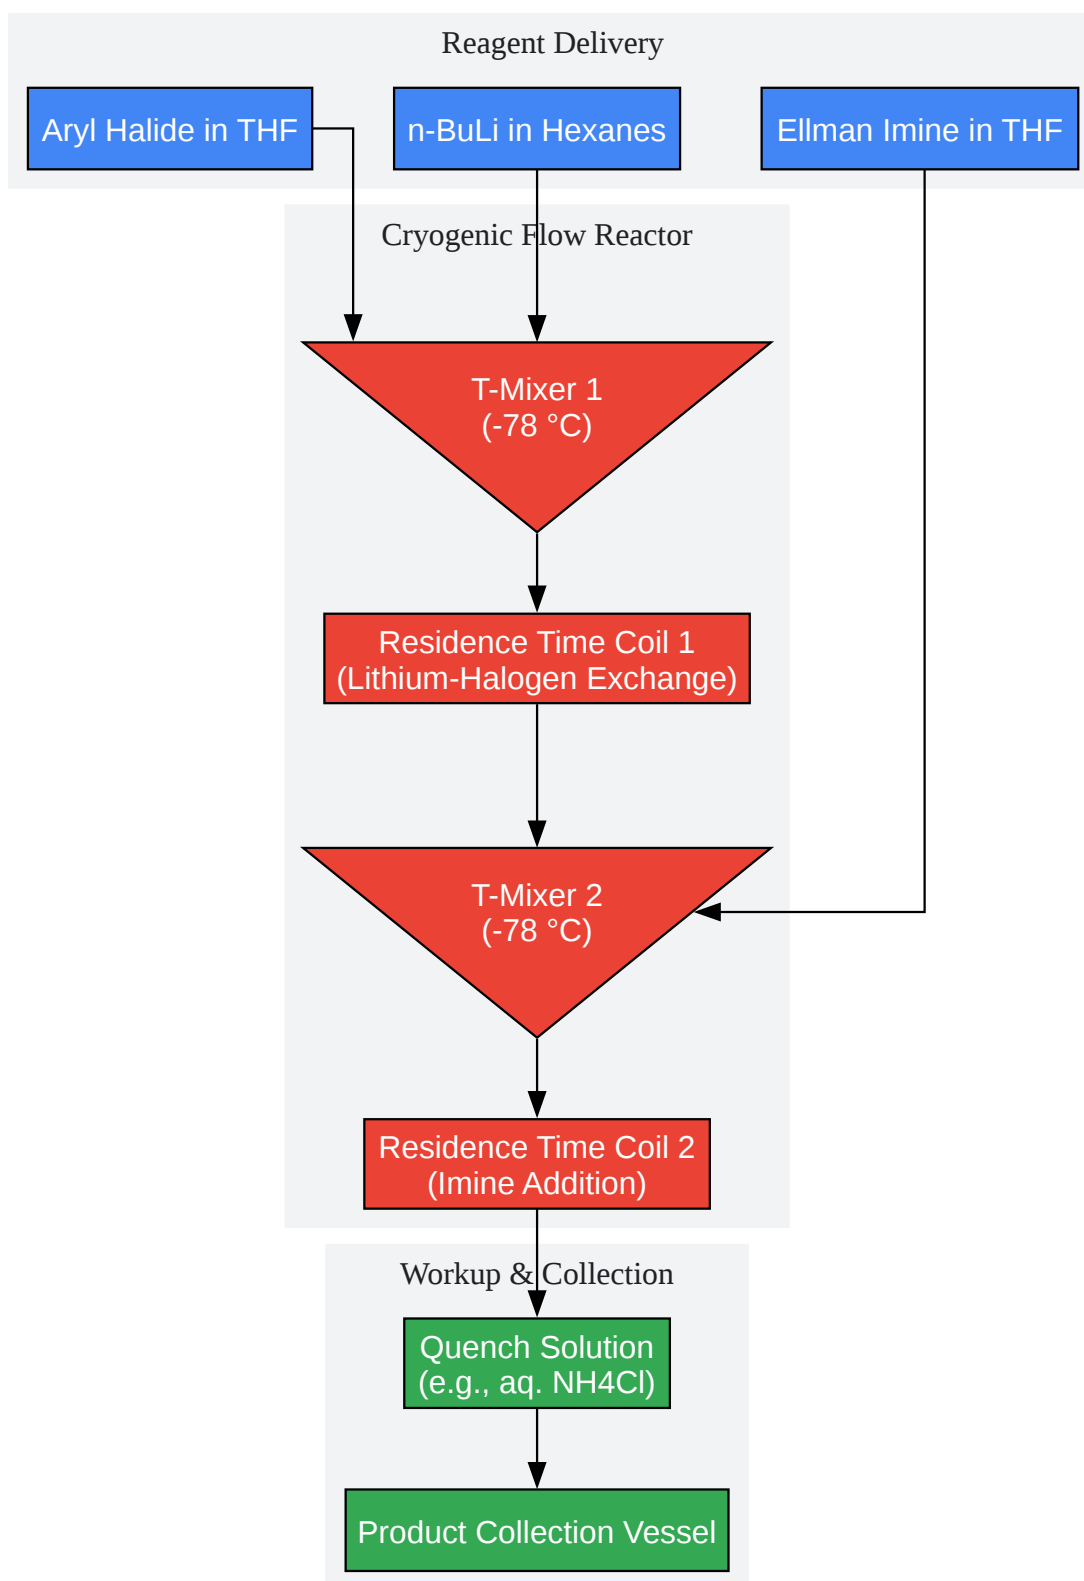 Reagent Delivery
Aryl Halide in THF
n-BuLi in Hexanes
Ellman Imine in THF
Cryogenic Flow Reactor
T-Mixer 1
(-78 °C)
Residence Time Coil 1
(Lithium-Halogen Exchange)
T-Mixer 2
(-78 °C)
Residence Time Coil 2
(Imine Addition)
Workup & Collection
Quench Solution
(e.g., aq. NH4Cl)
Product Collection Vessel